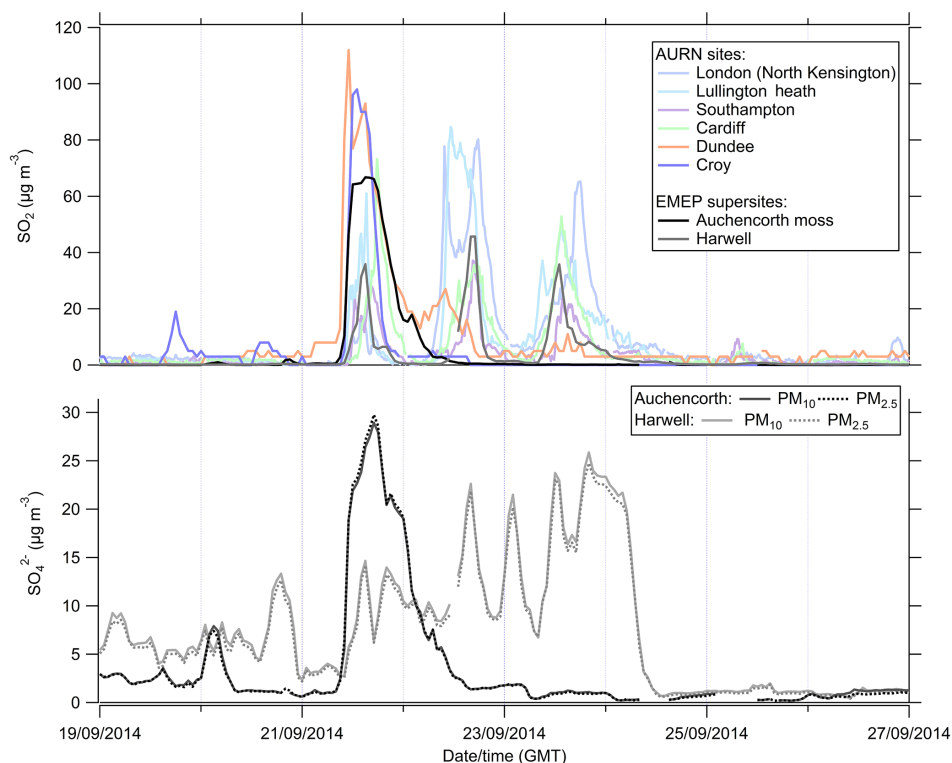 120
100
80
60
40
20
0
SO2 (µg m-3)
AURN sites:
London (North Kensington)
Lullington heath
Southampton
Cardiff
Dundee
Croy
EMEP supersites:
Auchencorth moss
Harwell
30
25
20
15
10
5
0
SO4 2- (µg m-3)
Auchencorth: PM10 PM2.5
Harwell: PM10 PM2.5
19/09/2014 21/09/2014 23/09/2014 25/09/2014 27/09/2014
Date/time (GMT)